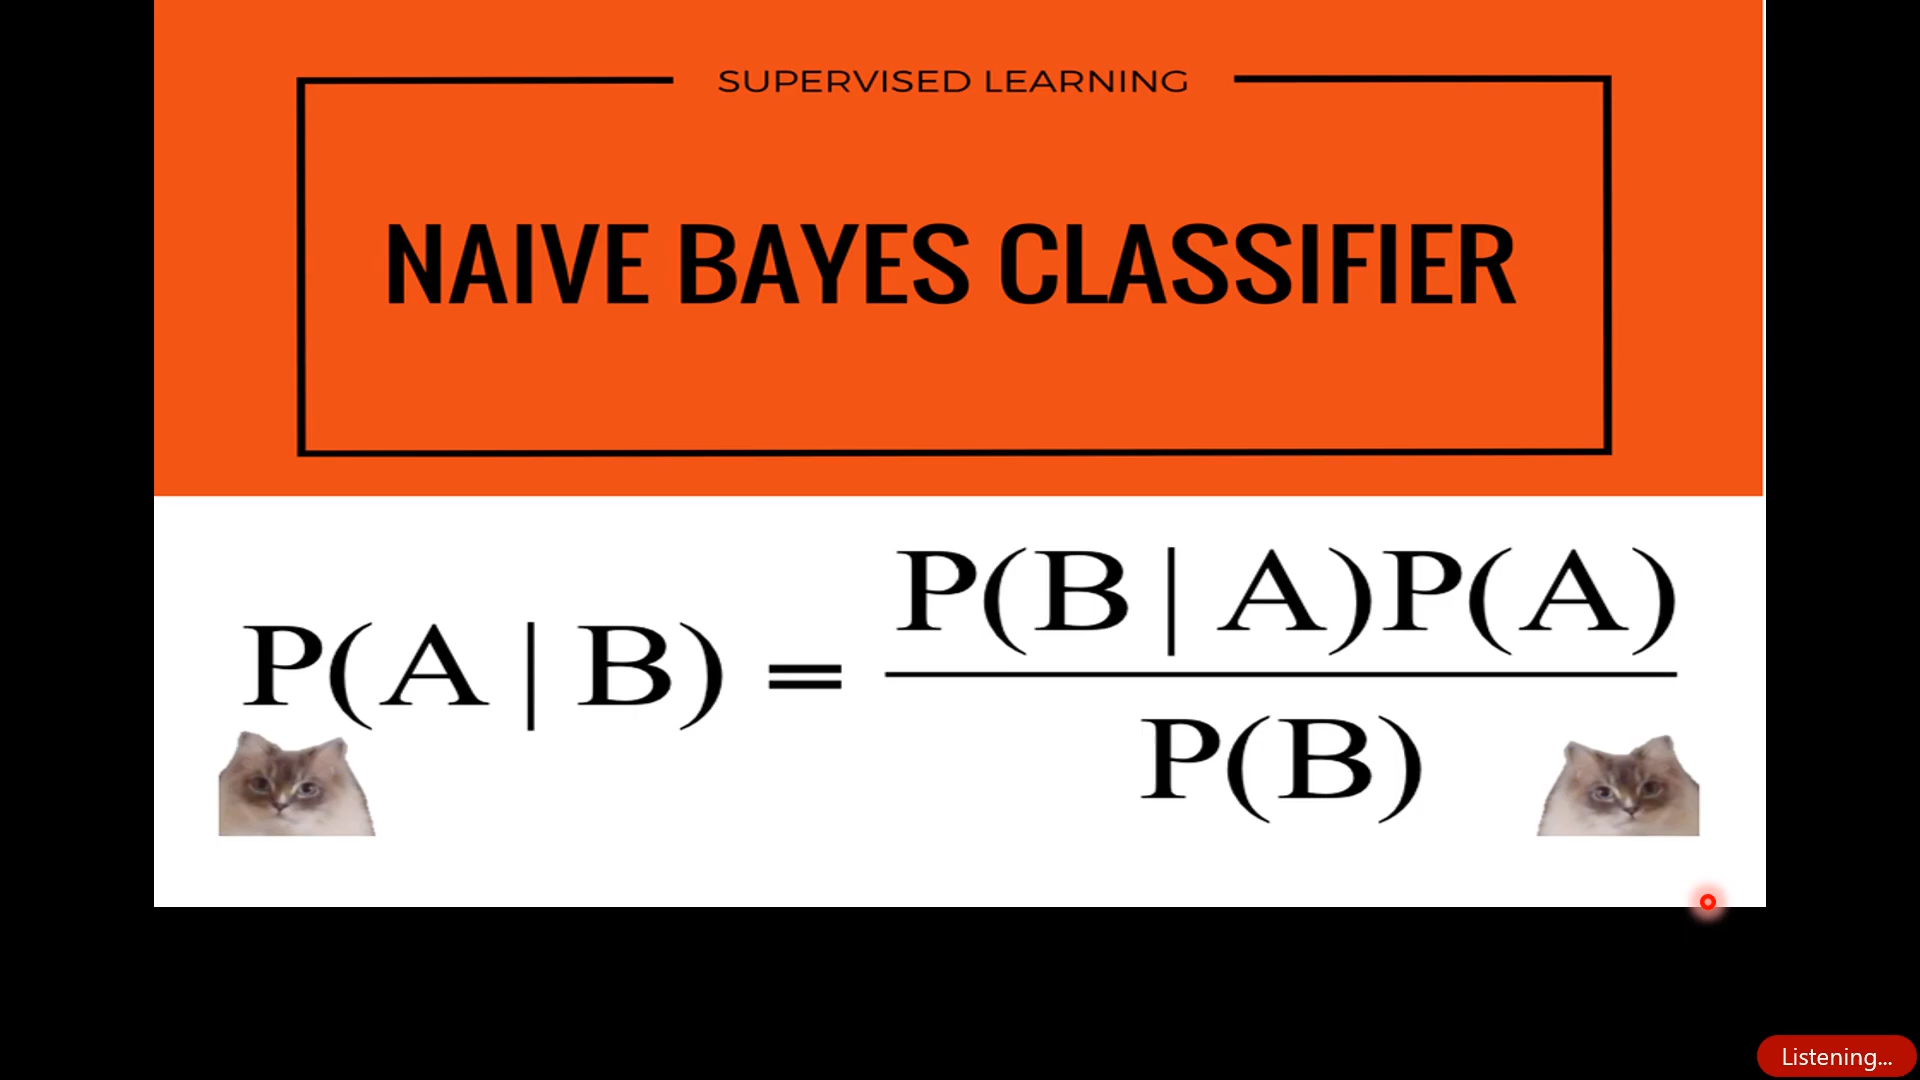 SUPERVISED LEARNING
NAIVE BAYES CLASSIFIER
P(A | B) = P(B | A)P(A)
P(B)
Listening...